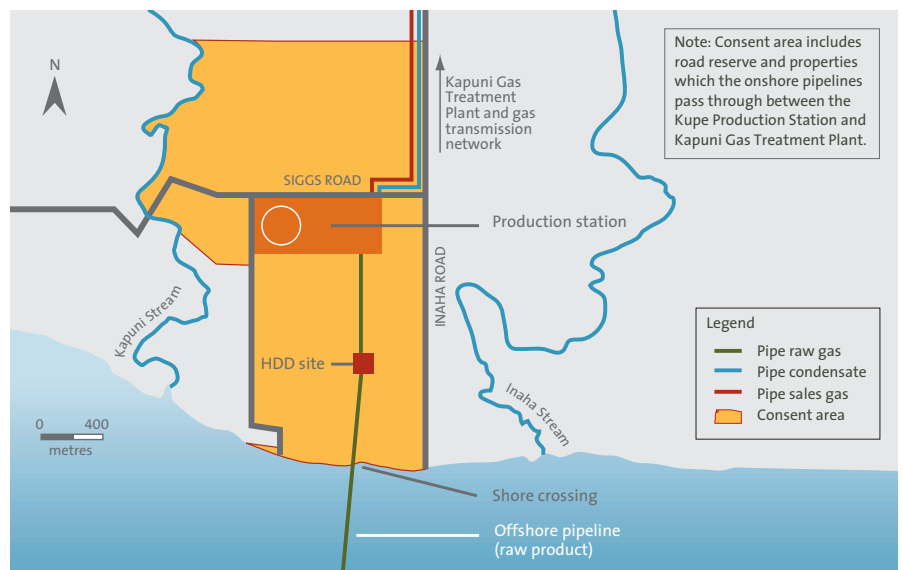 Note: Consent area includes
road reserve and properties
which the onshore pipelines
pass through between the
Kupe Production Station and
Kapuni Gas Treatment Plant.
N
Kapuni Gas
Treatment
Plant and gas
transmission
network
SIGGS ROAD
Production station
INAHA ROAD
Kapuni Stream
HDD site
Legend
Pipe raw gas
Pipe condensate
Pipe sales gas
Consent area
Inaha Stream
0 400
metres
Shore crossing
Offshore pipeline
(raw product)